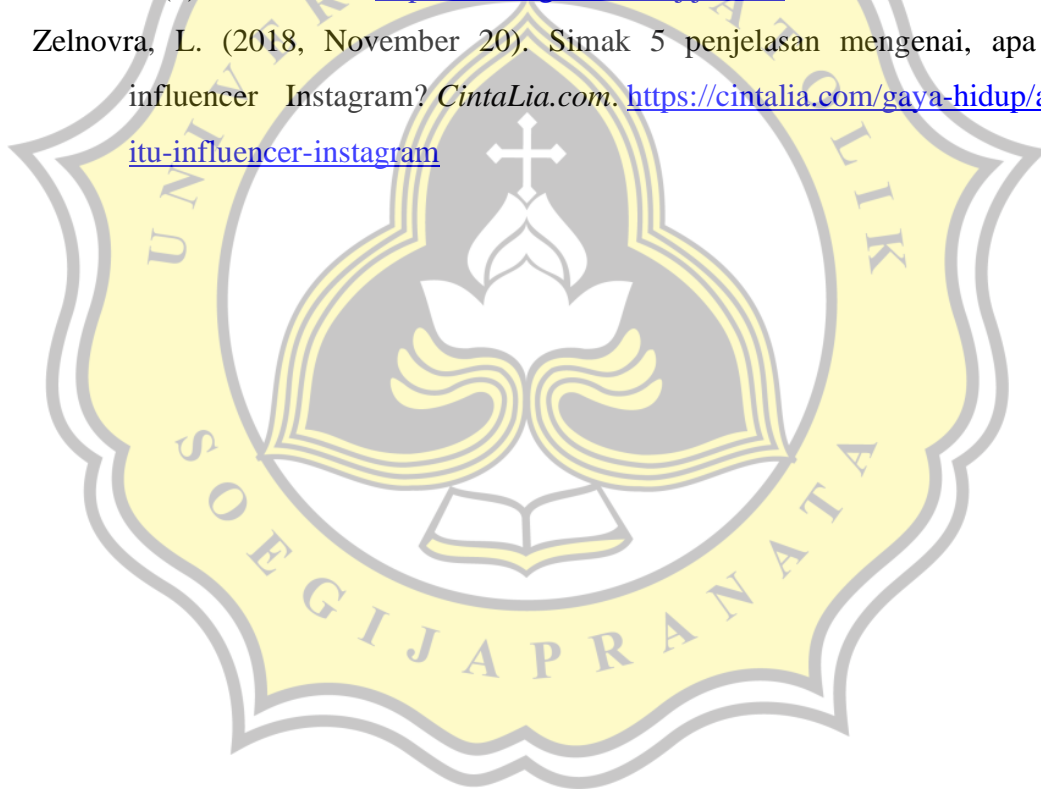 Zelnovra, L. (2018, November 20). Simak 5 penjelasan mengenai, apa
influencer Instagram? CintaLia.com. https://cintalia.com/gaya-hidup/a
itu-influencer-instagram
SOEGIJAPRANATA